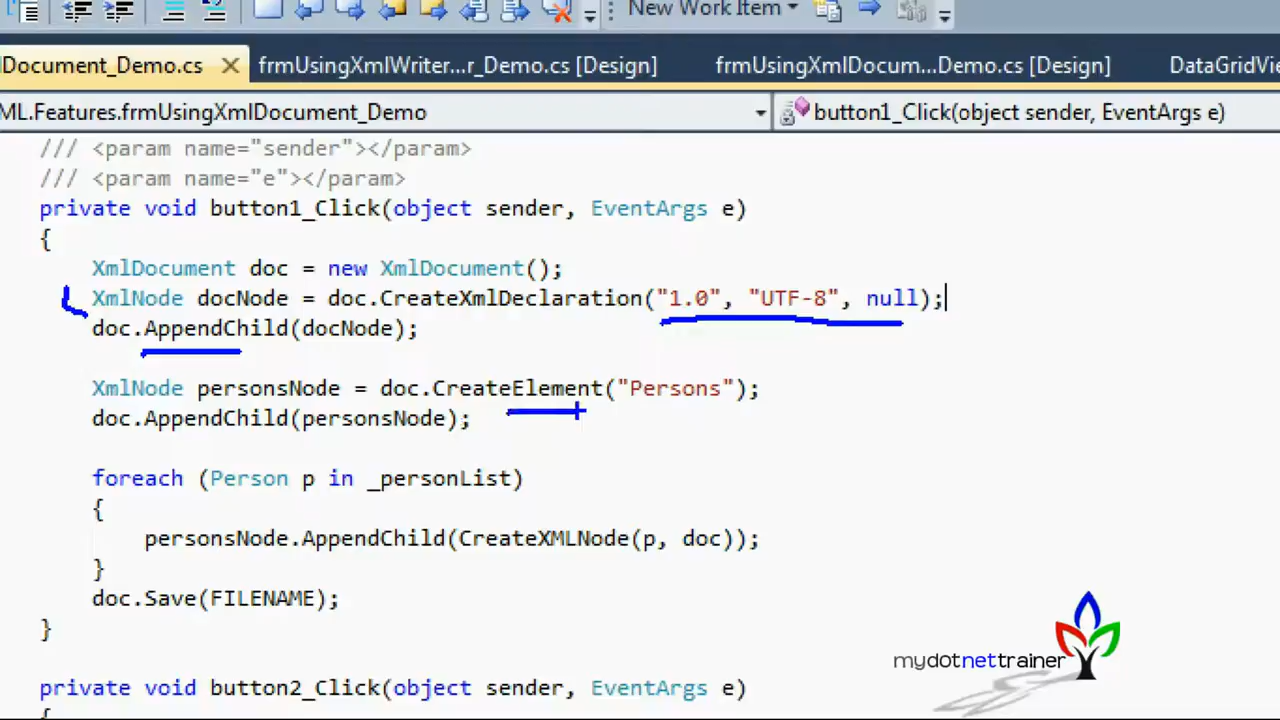 New Work Item
Document_Demo.cs frmUsingXmlWriter...r_Demo.cs [Design] frmUsingXmlDocum...Demo.cs [Design] DataGridVie
ML.Features.frmUsingXmlDocument_Demo button1_Click(object sender, EventArgs e)
/// <param name="sender"></param>
/// <param name="e"></param>
private void button1_Click(object sender, EventArgs e)
{
XmlDocument doc = new XmlDocument();
XmlNode docNode = doc.CreateXmlDeclaration("1.0", "UTF-8", null);
doc.AppendChild(docNode);
XmlNode personsNode = doc.CreateElement("Persons");
doc.AppendChild(personsNode);
foreach (Person p in _personList)
{
personsNode.AppendChild(CreateXMLNode(p, doc));
}
doc.Save(FILENAME);
}
mydotnettrainer
private void button2_Click(object sender, EventArgs e)
{